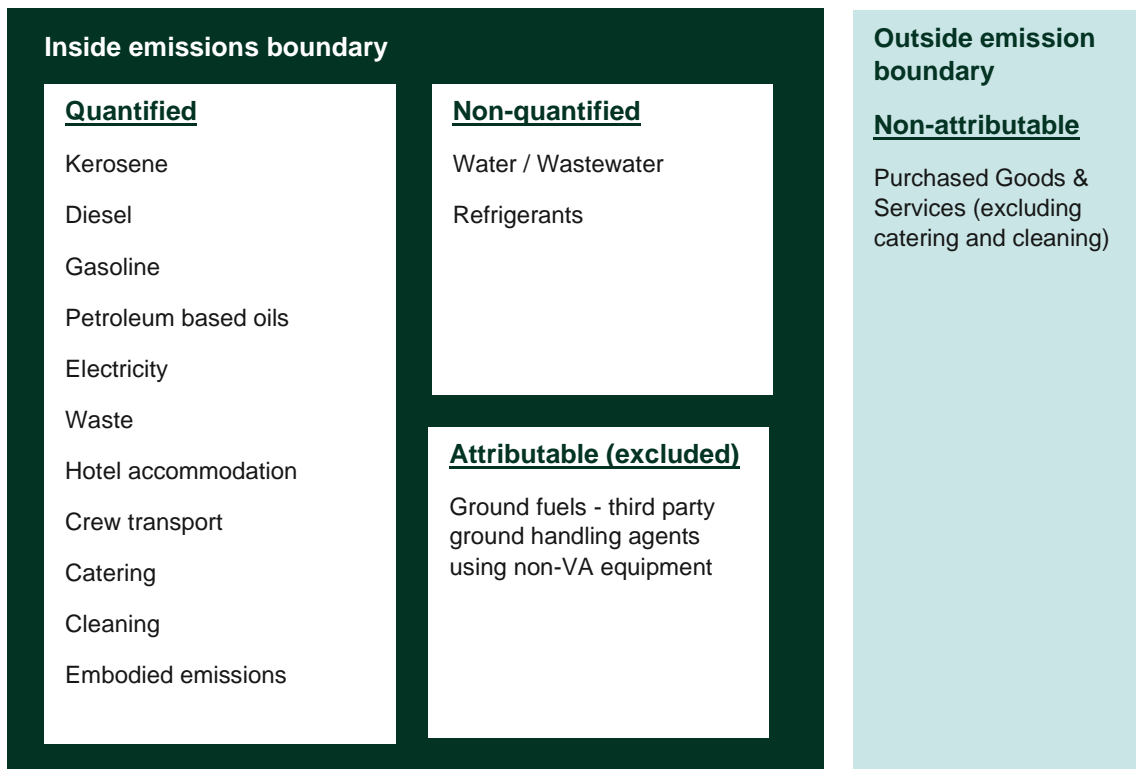 Inside emissions boundary
Quantified
Kerosene
Diesel
Gasoline
Petroleum based oils
Electricity
Waste
Hotel accommodation
Crew transport
Catering
Cleaning
Embodied emissions
Non-quantified
Water / Wastewater
Refrigerants
Attributable (excluded)
Ground fuels - third party
ground handling agents
using non-VA equipment
Outside emission
boundary
Non-attributable
Purchased Goods &
Services (excluding
catering and cleaning)